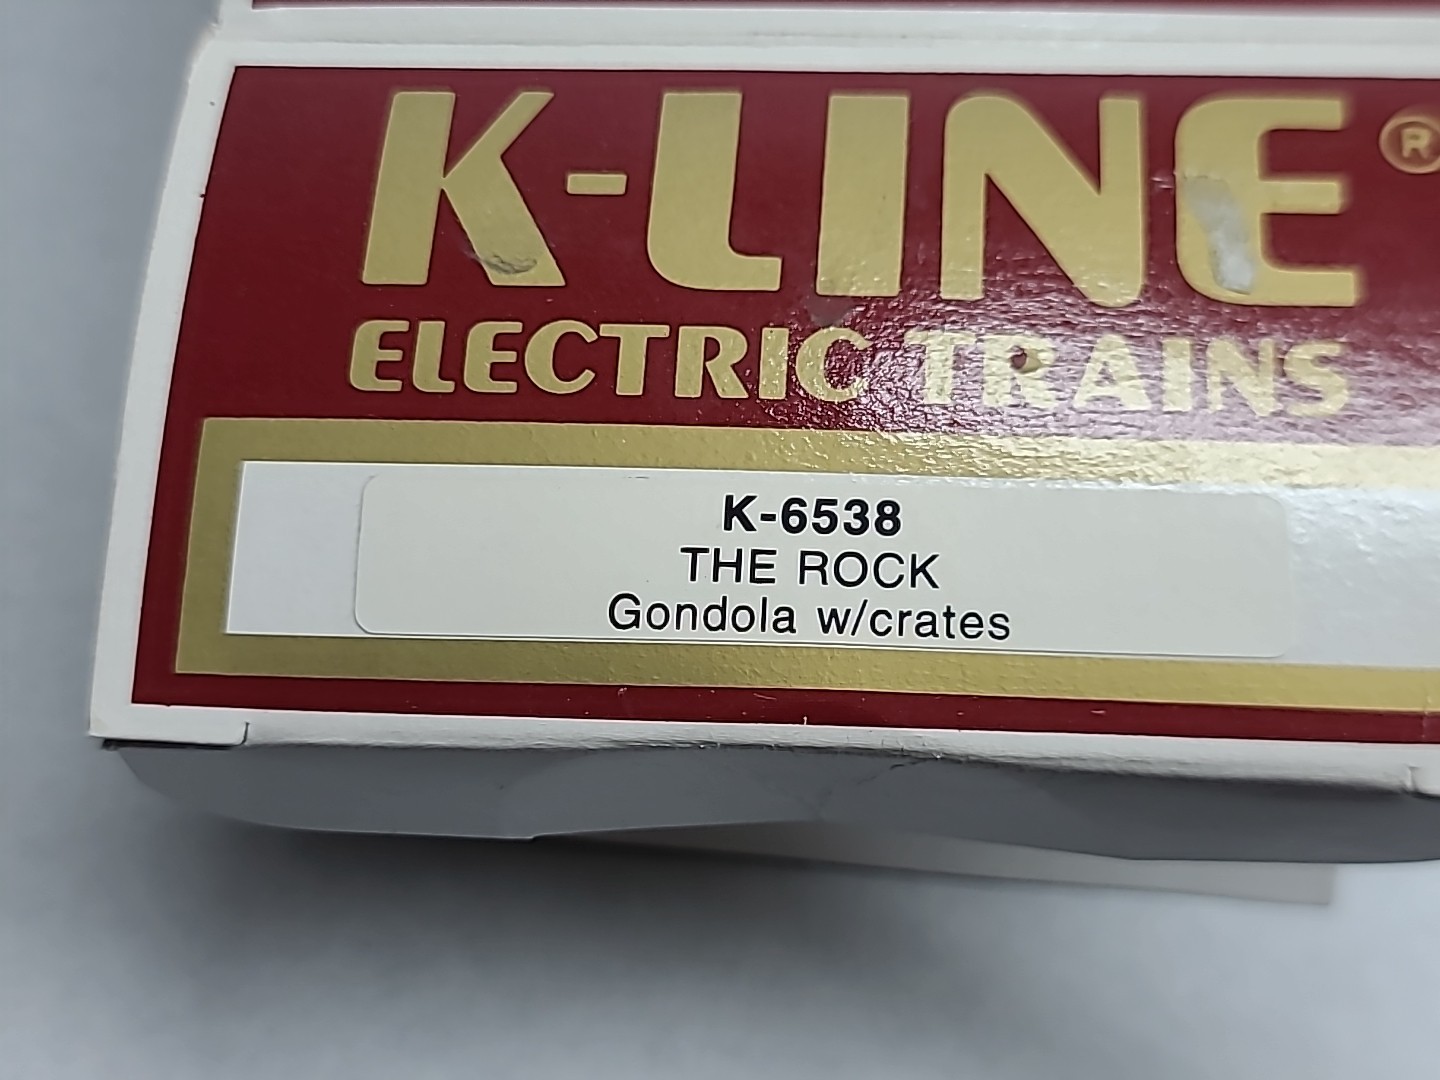 K-LINE®
ELECTRIC TRAINS
K-6538
THE ROCK
Gondola w/crates